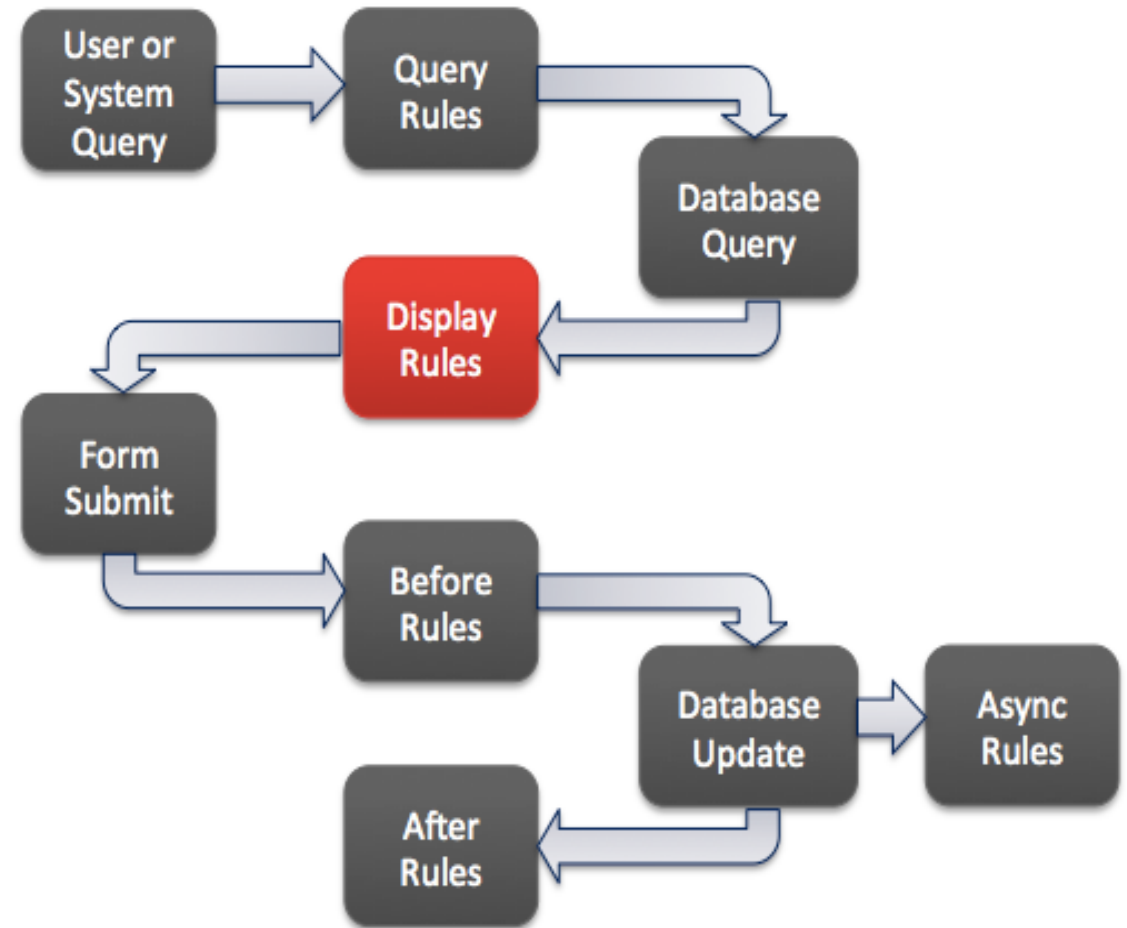 User or
System
Query
Query
Rules
Database
Query
Display
Rules
Form
Submit
Before
Rules
Database
Update
Async
Rules
After
Rules